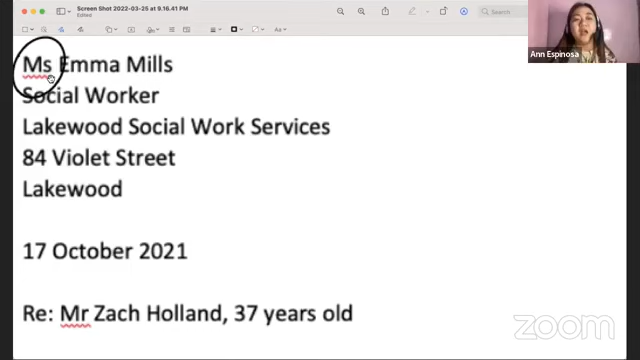 Screen Shot 2022-03-25 at 9.16.41 PM
Edited
Ann Espinosa
Ms Emma Mills
Social Worker
Lakewood Social Work Services
84 Violet Street
Lakewood
17 October 2021
Re: Mr Zach Holland, 37 years old
zoom